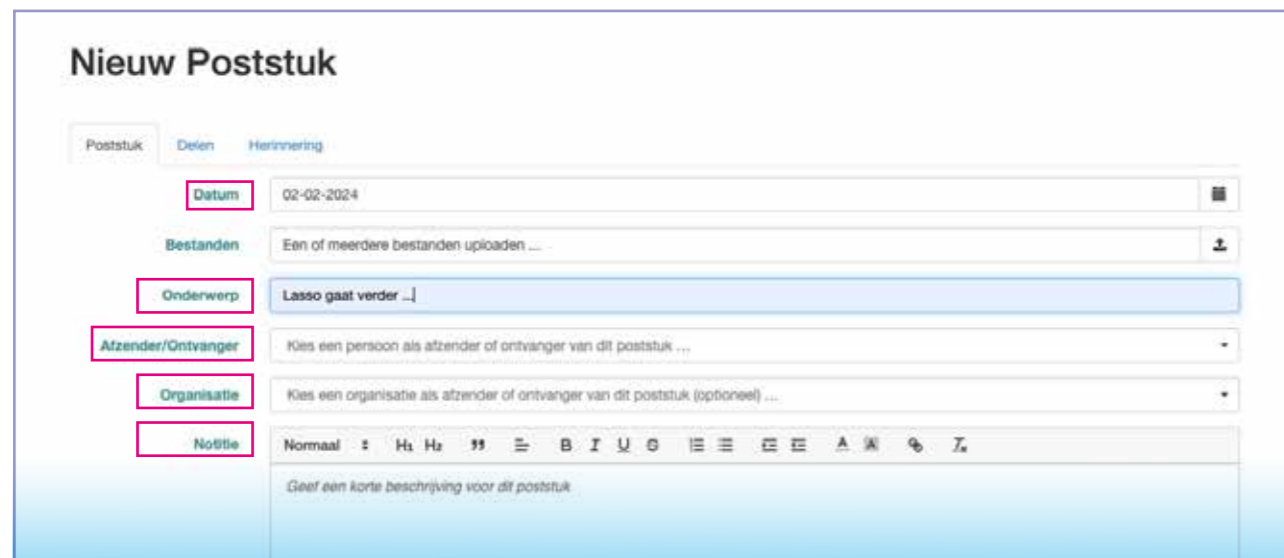 Nieuw Poststuk
Poststuk Delen Herinnering
Datum 02-02-2024
Bestanden Een of meerdere bestanden uploaden ...
Onderwerp Lasso gaat verder ...
Afzender/Ontvanger Kies een persoon als afzender of ontvanger van dit poststuk ...
Organisatie Kies een organisatie als afzender of ontvanger van dit poststuk (optioneel) ...
Notitie Normaal H1 H2 B I U S A A
Geef een korte beschrijving voor dit poststuk